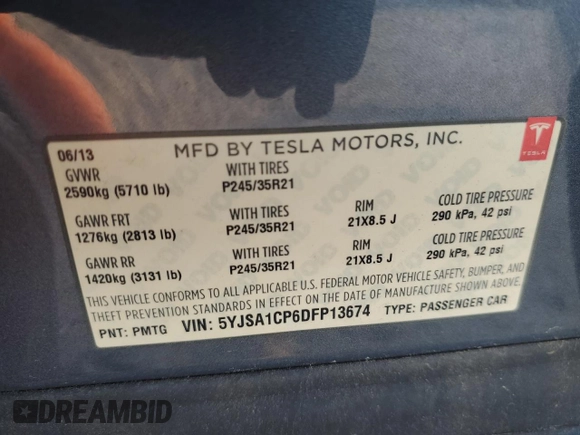 06/13
MFD BY TESLA MOTORS, INC.
TESLA
GVWR WITH TIRES
2590kg (5710 lb) P245/35R21
GAWR FRT WITH TIRES RIM COLD TIRE PRESSURE
1276kg (2813 lb) P245/35R21 21X8.5 J 290 kPa, 42 psi
GAWR RR WITH TIRES RIM COLD TIRE PRESSURE
1420kg (3131 lb) P245/35R21 21X8.5 J 290 kPa, 42 psi
THIS VEHICLE CONFORMS TO ALL APPLICABLE U.S. FEDERAL MOTOR VEHICLE SAFETY, BUMPER, AND
THEFT PREVENTION STANDARDS IN EFFECT ON THE DATE OF MANUFACTURE SHOWN ABOVE.
PNT: PMTG VIN: 5YJSA1CP6DFP13674 TYPE: PASSENGER CAR
DREAMBID